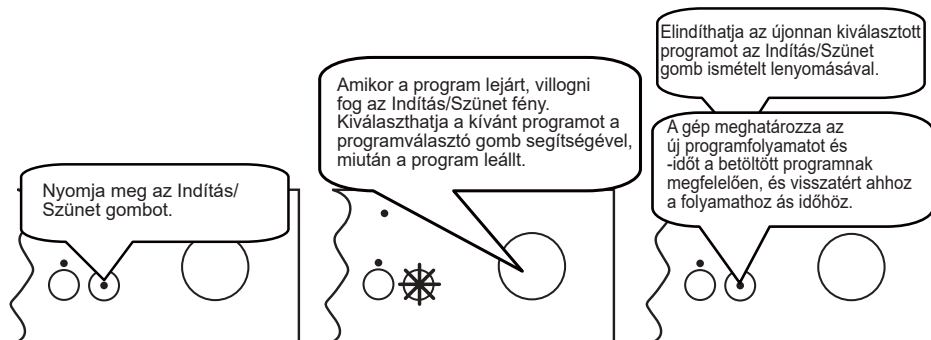 Nyomja meg az Indítás/
Szünet gombot.
Amikor a program lejárt, villogni
fog az Indítás/Szünet fény.
Kiválaszthatja a kívánt programot a
programválasztó gomb segítségével,
miután a program leállt.
Elindíthatja az újonnan kiválasztott
programot az Indítás/Szünet
gomb ismételt lenyomásával.
A gép meghatározza az
új programfolyamatot és
-időt a betöltött programnak
megfelelően, és visszatért ahhoz
a folyamathoz ás időhöz.